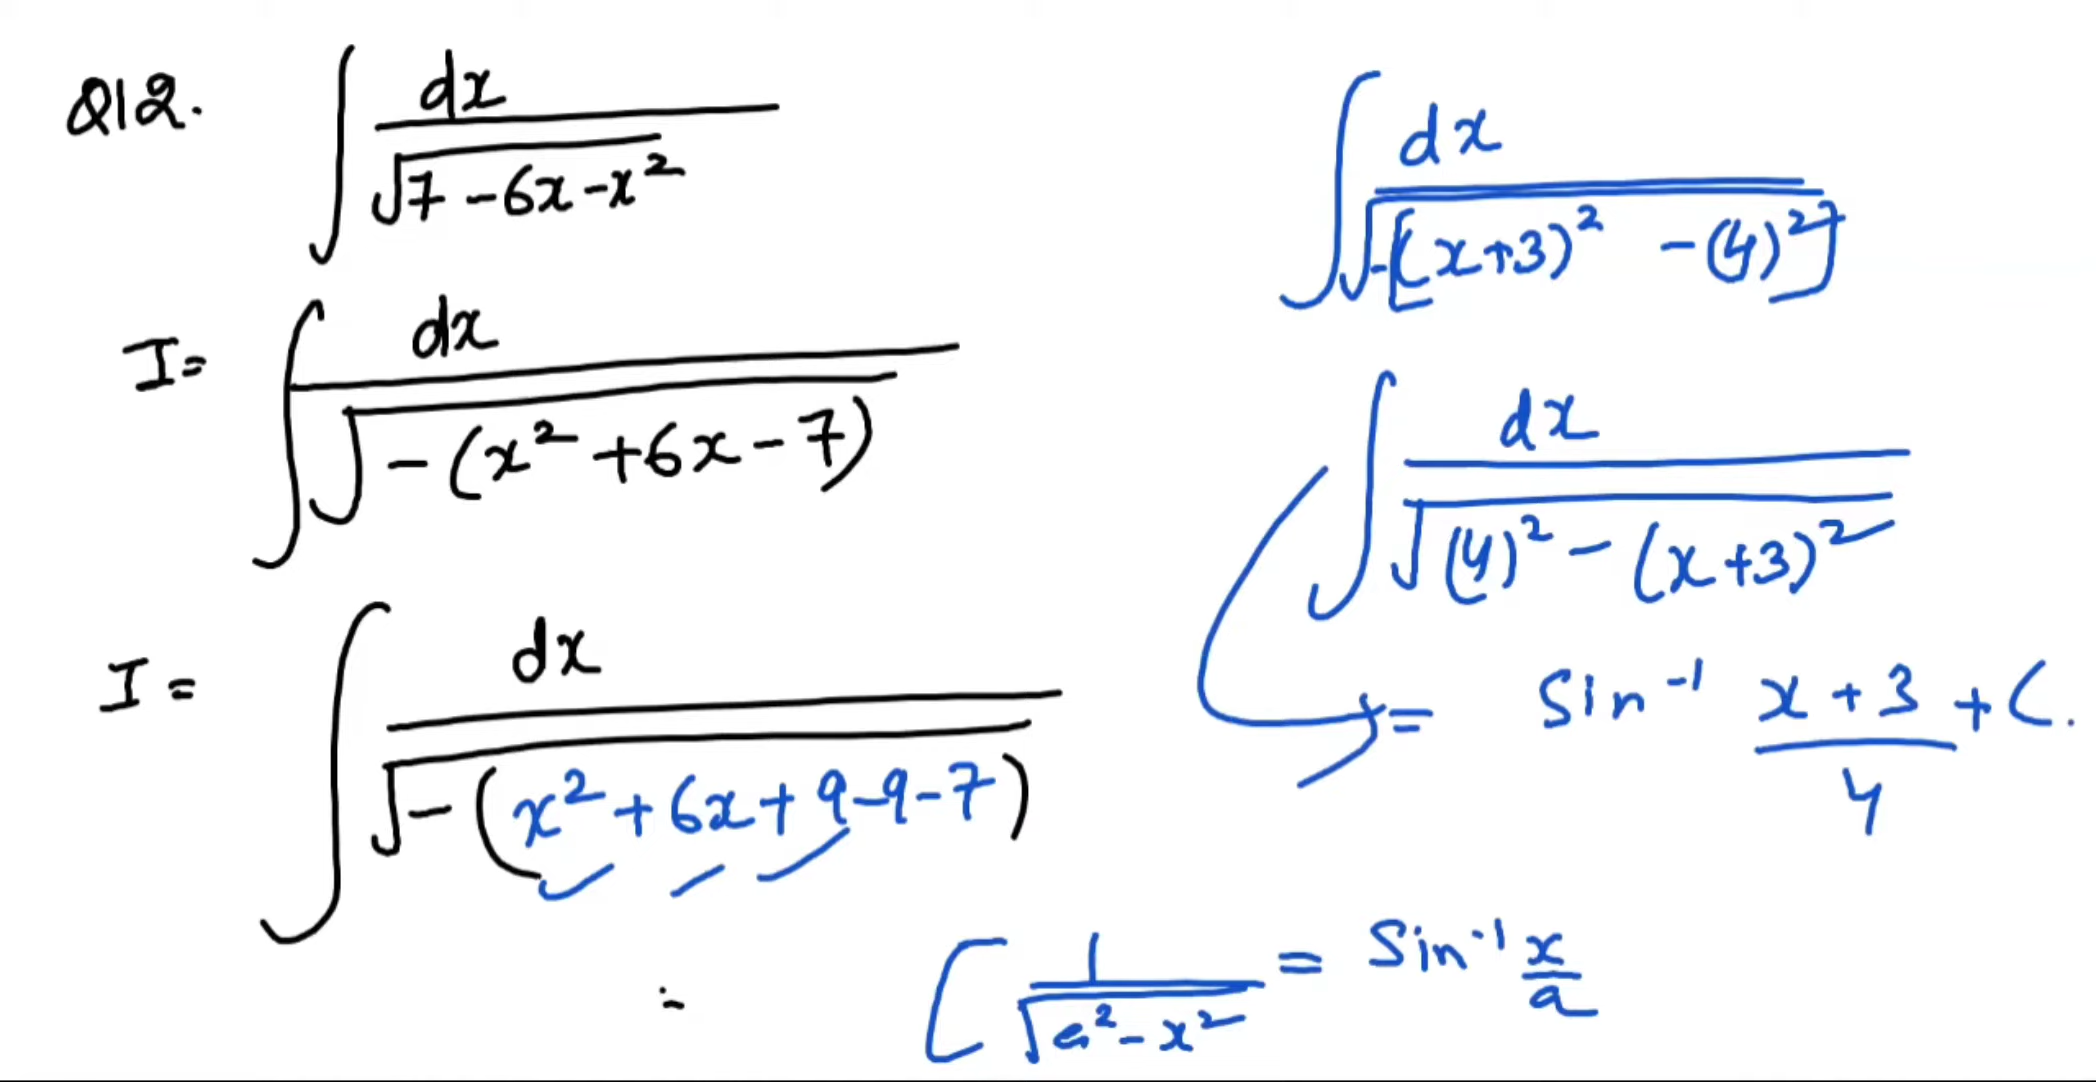 Q12. ∫ dx / √(7 - 6x - x²)
I = ∫ dx / √(-(x² + 6x - 7))
I = ∫ dx / √(-(x² + 6x + 9 - 9 - 7))
∫ dx / √(-[(x+3)² - (4)²])
∫ dx / √((4)² - (x+3)²)
= Sin⁻¹ (x + 3)/4 + C.
[ 1 / √(a² - x²) = Sin⁻¹ x/a